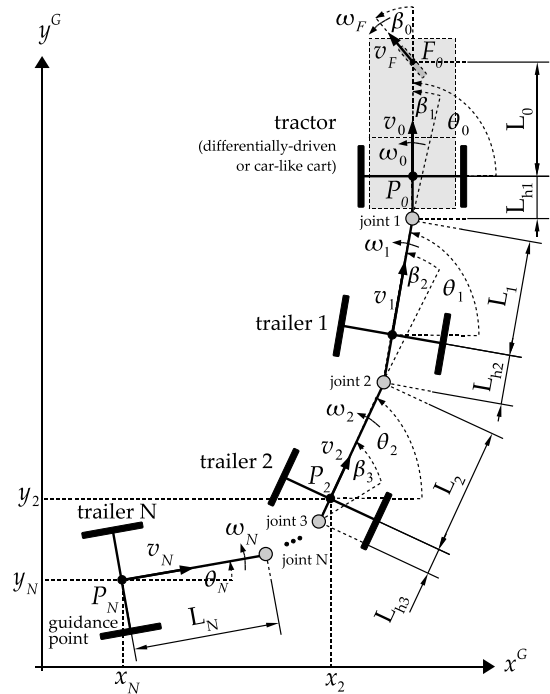 y^G
ω_F
β_0
v_F
F_0
β_1
v_0
θ_0
L_0
tractor
(differentially-driven
or car-like cart)
ω_0
P_0
L_h1
joint 1
ω_1
β_2
θ_1
v_1
L_1
trailer 1
joint 2
L_h2
ω_2
θ_2
v_2
β_3
L_2
trailer 2
P_2
y_2
trailer N
joint 3
ω_N
v_N
joint N
θ_N
y_N
P_N
L_N
L_h3
guidance
point
x_N
x_2
x^G